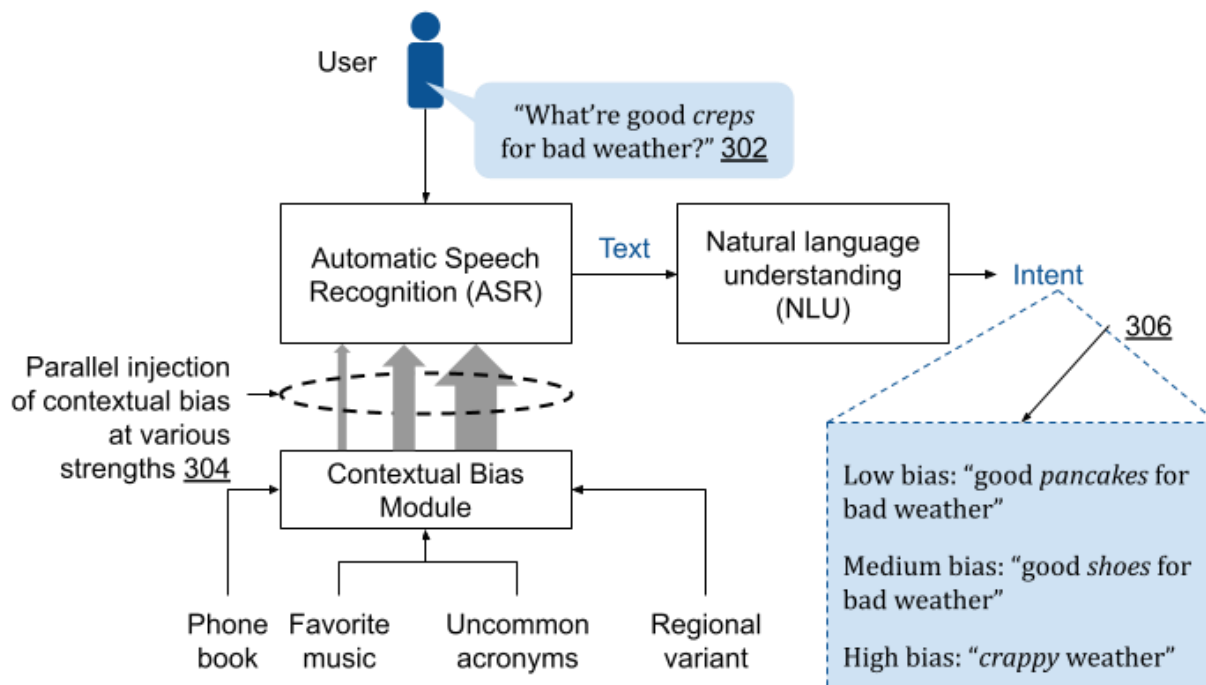 User
“What’re good creps
for bad weather?” 302
Automatic Speech
Recognition (ASR)
Text
Natural language
understanding
(NLU)
Intent
306
Parallel injection
of contextual bias
at various
strengths 304
Contextual Bias
Module
Low bias: “good pancakes for
bad weather”
Medium bias: “good shoes for
bad weather”
High bias: “crappy weather”
Phone
book
Favorite
music
Uncommon
acronyms
Regional
variant